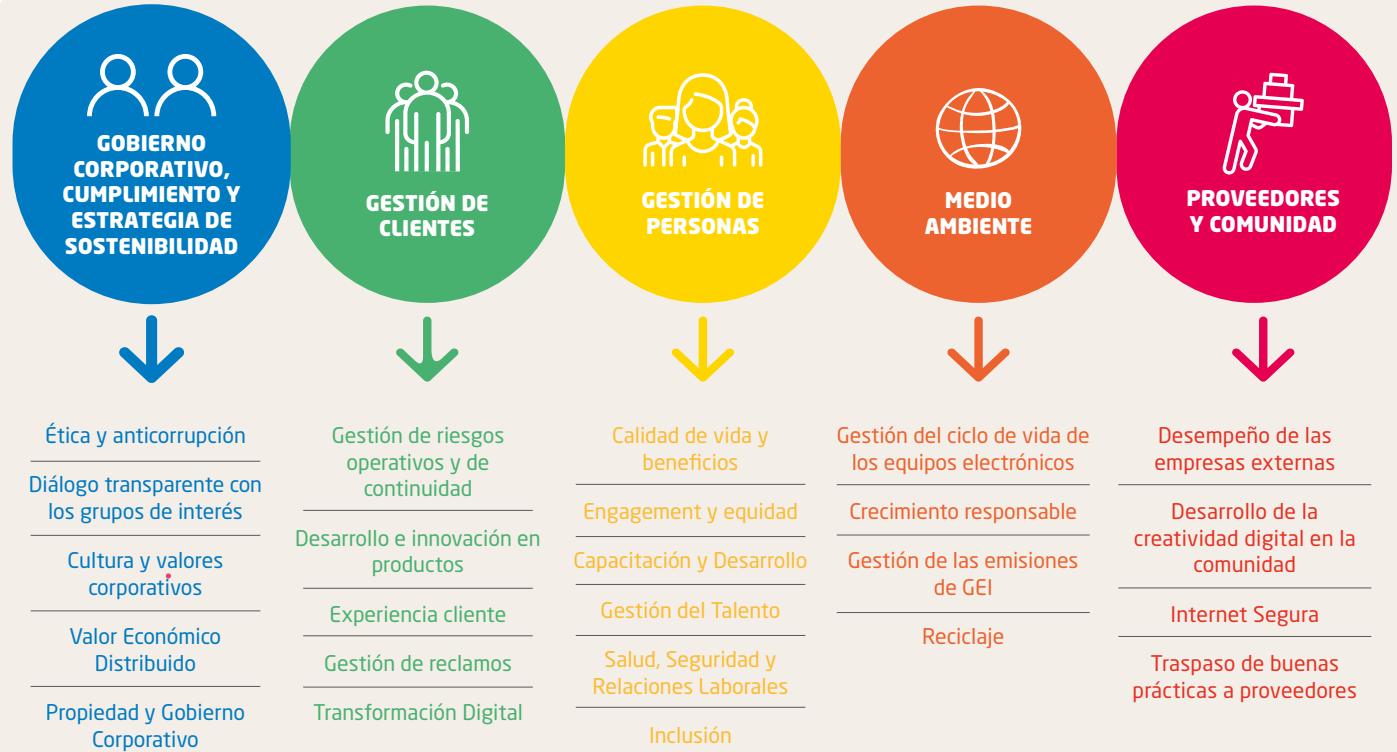 GOBIERNO
CORPORATIVO,
CUMPLIMIENTO Y
ESTRATEGIA DE
SOSTENIBILIDAD
Ética y anticorrupción
Diálogo transparente con
los grupos de interés
Cultura y valores
corporativos
Valor Económico
Distribuido
Propiedad y Gobierno
Corporativo
GESTIÓN DE
CLIENTES
Gestión de riesgos
operativos y de
continuidad
Desarrollo e innovación en
productos
Experiencia cliente
Gestión de reclamos
Transformación Digital
GESTIÓN DE
PERSONAS
Calidad de vida y
beneficios
Engagement y equidad
Capacitación y Desarrollo
Gestión del Talento
Salud, Seguridad y
Relaciones Laborales
Inclusión
MEDIO
AMBIENTE
Gestión del ciclo de vida de
los equipos electrónicos
Crecimiento responsable
Gestión de las emisiones
de GEI
Reciclaje
PROVEEDORES
Y COMUNIDAD
Desempeño de las
empresas externas
Desarrollo de la
creatividad digital en la
comunidad
Internet Segura
Traspaso de buenas
prácticas a proveedores